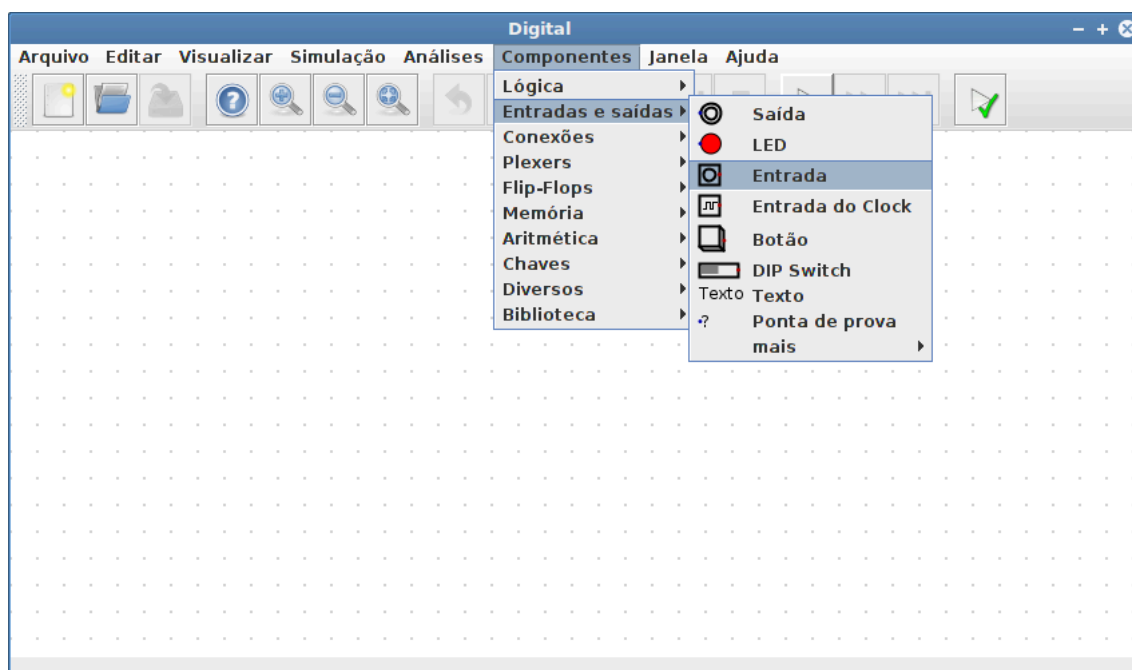 Digital
Arquivo Editar Visualizar Simulação Análises Componentes Janela Ajuda
Lógica
Entradas e saídas
Conexões
Plexers
Flip-Flops
Memória
Aritmética
Chaves
Diversos
Biblioteca
Saída
LED
Entrada
Entrada do Clock
Botão
DIP Switch
Texto Texto
Ponta de prova
mais